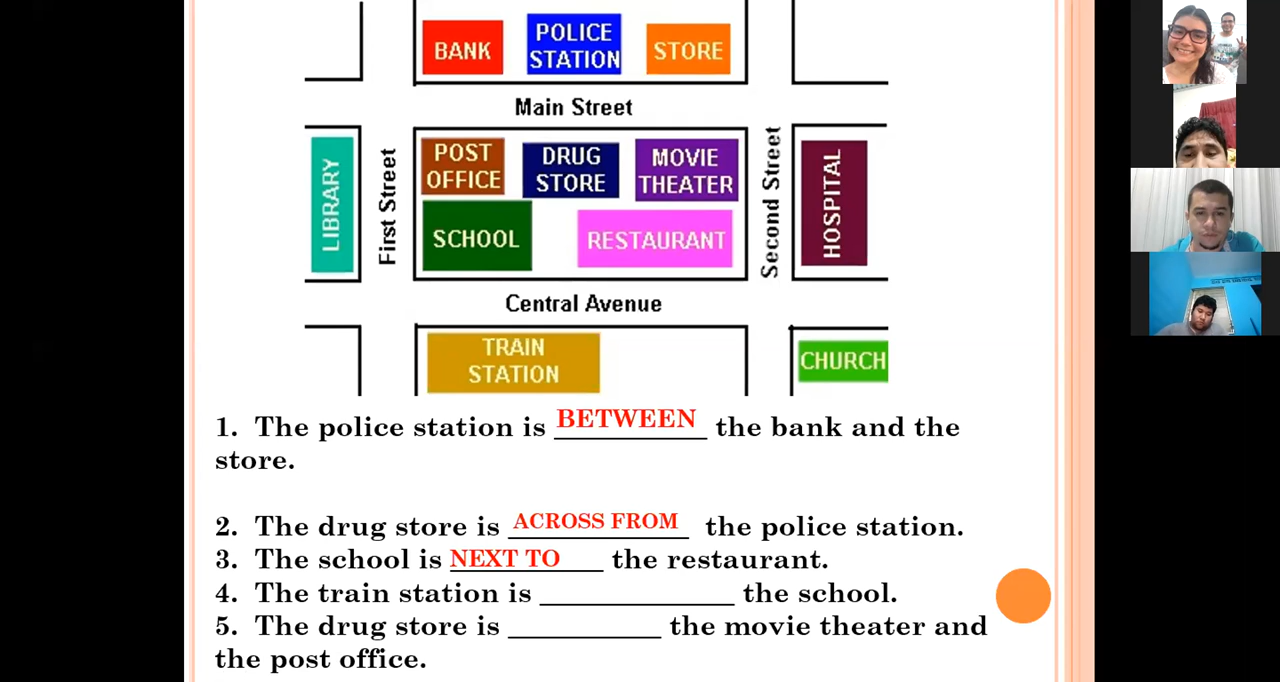 BANK
POLICE
STATION
STORE
Main Street
LIBRARY
First Street
POST
OFFICE
DRUG
STORE
MOVIE
THEATER
Second Street
HOSPITAL
SCHOOL
RESTAURANT
Central Avenue
TRAIN
STATION
CHURCH
1. The police station is BETWEEN the bank and the
store.
2. The drug store is ACROSS FROM the police station.
3. The school is NEXT TO the restaurant.
4. The train station is ______________ the school.
5. The drug store is ___________ the movie theater and
the post office.